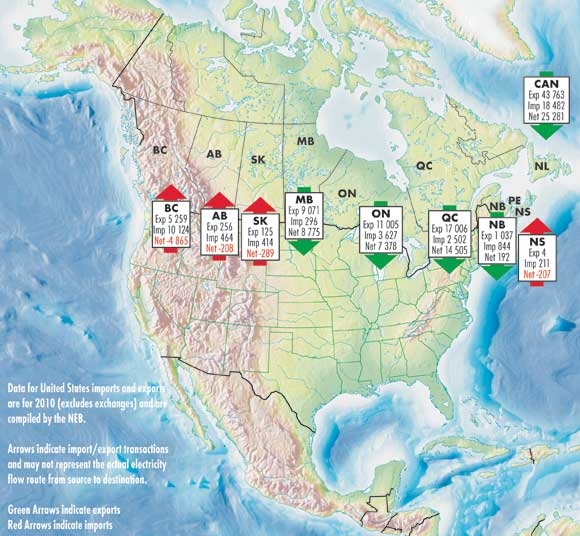 CAN
Exp 43 763
Imp 18 482
Net 25 281
BC
AB
SK
MB
ON
QC
NL
NB
PE
NS
BC
Exp 5 259
Imp 10 124
Net -4 865
AB
Exp 256
Imp 464
Net -208
SK
Exp 125
Imp 414
Net -289
MB
Exp 9 071
Imp 296
Net 8 775
ON
Exp 11 005
Imp 3 627
Net 7 378
QC
Exp 17 006
Imp 2 502
Net 14 505
NB
Exp 1 037
Imp 844
Net 192
NS
Exp 4
Imp 211
Net -207
Data for United States imports and exports
are for 2010 (excludes exchanges) and are
compiled by the NEB.
Arrows indicate import/export transactions
and may not represent the actual electricity
flow route from source to destination.
Green Arrows indicate exports
Red Arrows indicate imports